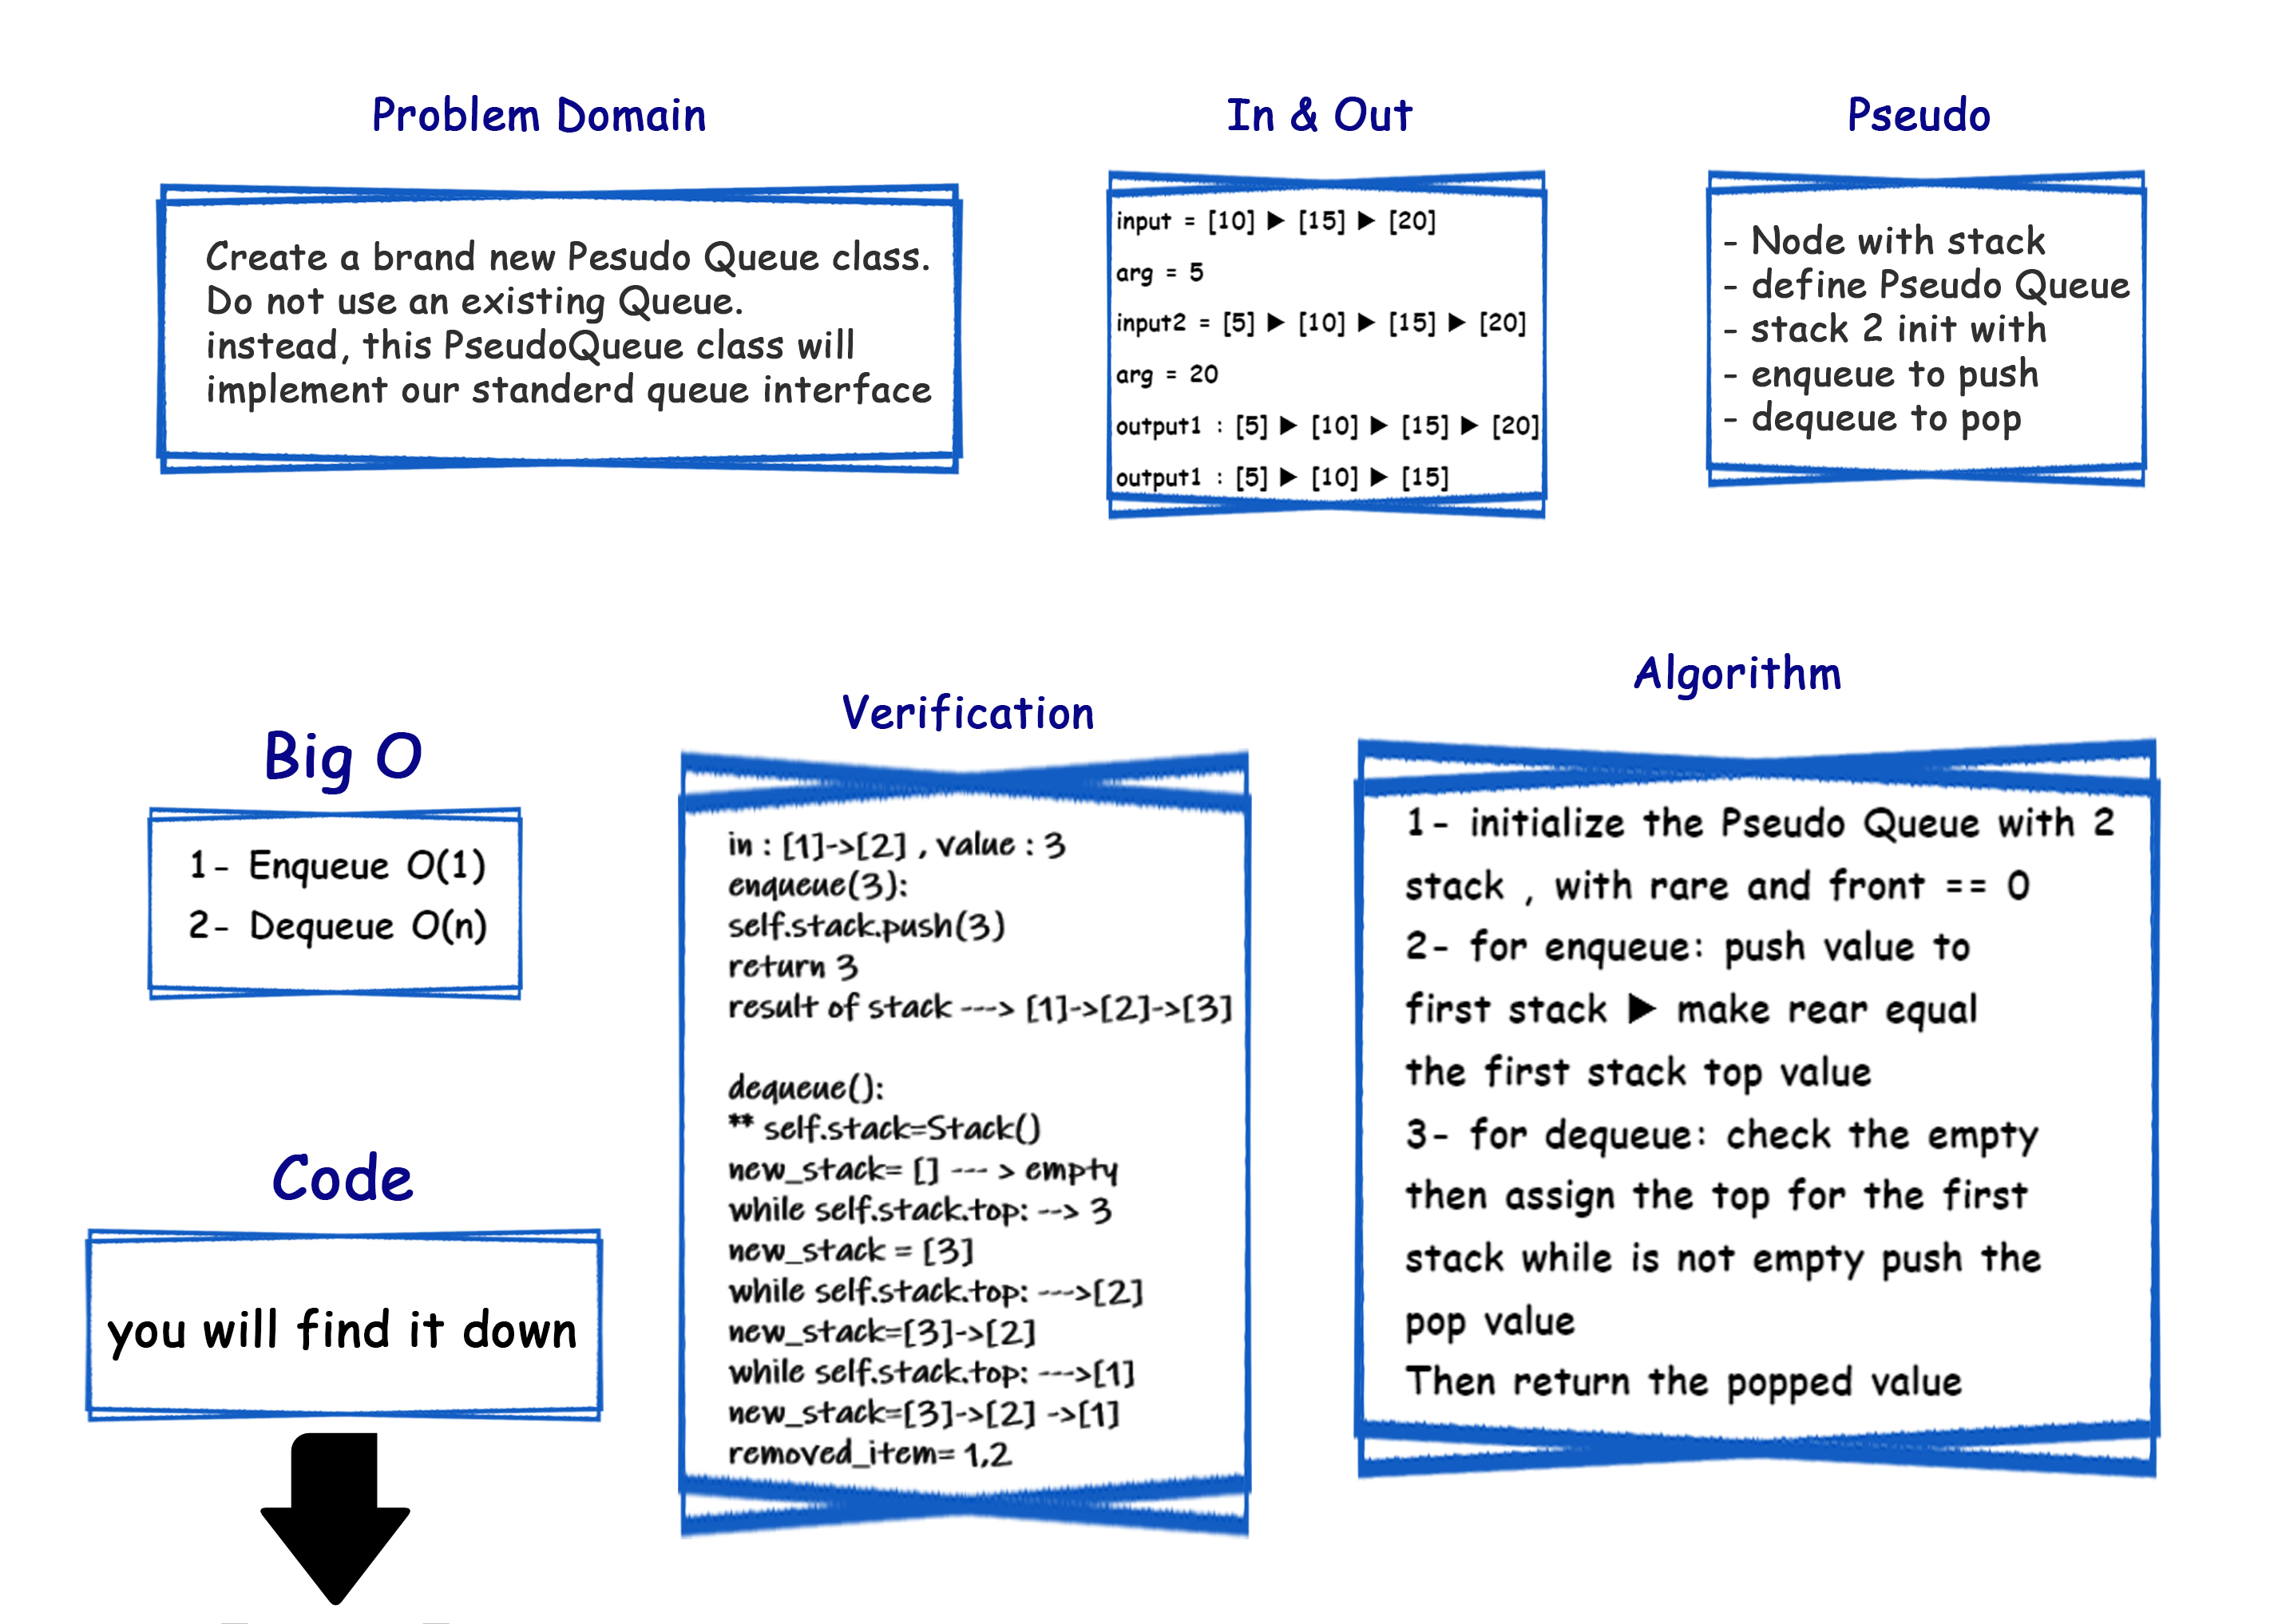 Problem Domain
Create a brand new Pesudo Queue class.
Do not use an existing Queue.
instead, this PseudoQueue class will
implement our standerd queue interface
In & Out
input = [10] ▶ [15] ▶ [20]
arg = 5
input2 = [5] ▶ [10] ▶ [15] ▶ [20]
arg = 20
output1 : [5] ▶ [10] ▶ [15] ▶ [20]
output1 : [5] ▶ [10] ▶ [15]
Pseudo
- Node with stack
- define Pseudo Queue
- stack 2 init with
- enqueue to push
- dequeue to pop
Big O
1- Enqueue O(1)
2- Dequeue O(n)
Code
you will find it down
Verification
in : [1]->[2] , value : 3
enqueue(3):
self.stack.push(3)
return 3
result of stack ---> [1]->[2]->[3]
dequeue():
** self.stack=Stack()
new_stack= [] --- > empty
while self.stack.top: --> 3
new_stack = [3]
while self.stack.top: --->[2]
new_stack=[3]->[2]
while self.stack.top: --->[1]
new_stack=[3]->[2] ->[1]
removed_item= 1,2
Algorithm
1- initialize the Pseudo Queue with 2
stack , with rare and front == 0
2- for enqueue: push value to
first stack ▶ make rear equal
the first stack top value
3- for dequeue: check the empty
then assign the top for the first
stack while is not empty push the
pop value
Then return the popped value